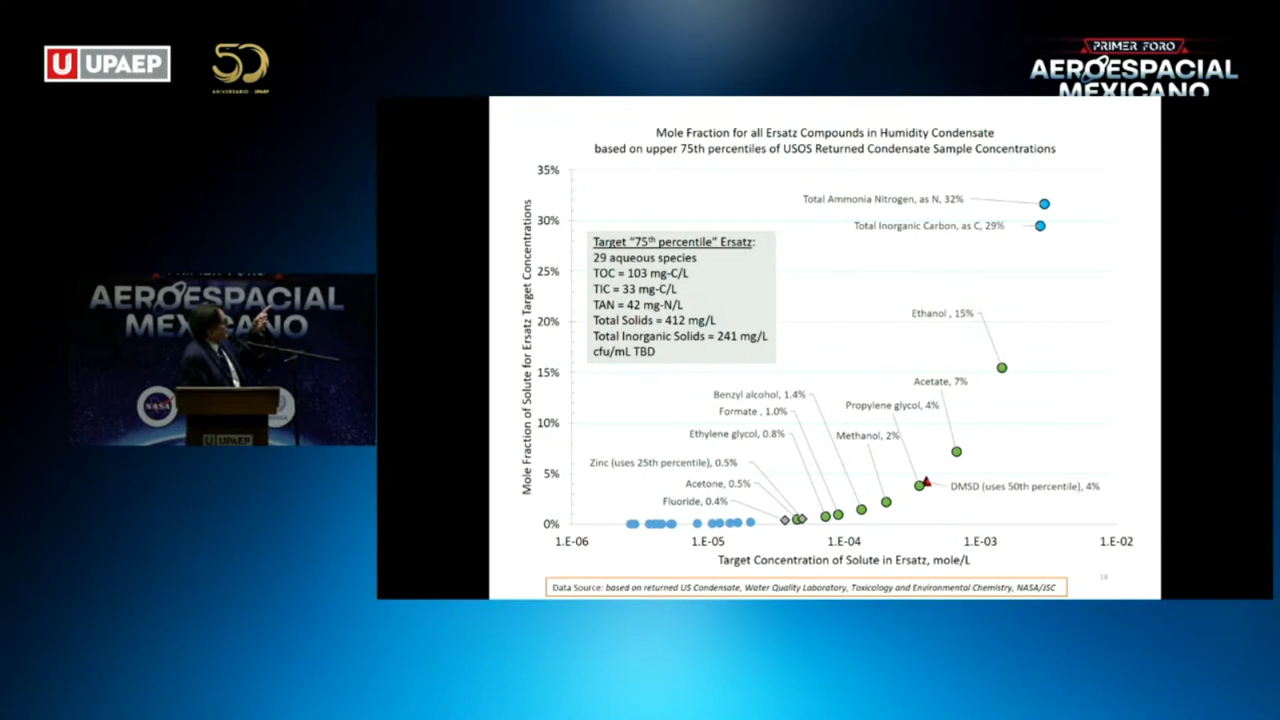 U UPAEP
50
ANIVERSARIO UPAEP
PRIMER FORO
AEROESPACIAL
MEXICANO
Mole Fraction for all Ersatz Compounds in Humidity Condensate
based on upper 75th percentiles of USOS Returned Condensate Sample Concentrations
Mole Fraction of Solute for Ersatz Target Concentrations
35%
30%
25%
20%
15%
10%
5%
0%
Total Ammonia Nitrogen, as N, 32%
Total Inorganic Carbon, as C, 29%
Target "75th percentile" Ersatz:
29 aqueous species
TOC = 103 mg-C/L
TIC = 33 mg-C/L
TAN = 42 mg-N/L
Total Solids = 412 mg/L
Total Inorganic Solids = 241 mg/L
cfu/mL TBD
Ethanol , 15%
Acetate, 7%
Benzyl alcohol, 1.4%
Propylene glycol, 4%
Formate , 1.0%
Ethylene glycol, 0.8%
Methanol, 2%
Zinc (uses 25th percentile), 0.5%
Acetone, 0.5%
DMSD (uses 50th percentile), 4%
Fluoride, 0.4%
1.E-06
1.E-05
1.E-04
1.E-03
1.E-02
Target Concentration of Solute in Ersatz, mole/L
18
Data Source: based on returned US Condensate, Water Quality Laboratory, Toxicology and Environmental Chemistry, NASA/JSC
AEROESPACIAL
MEXICANO
NASA
U UPAEP